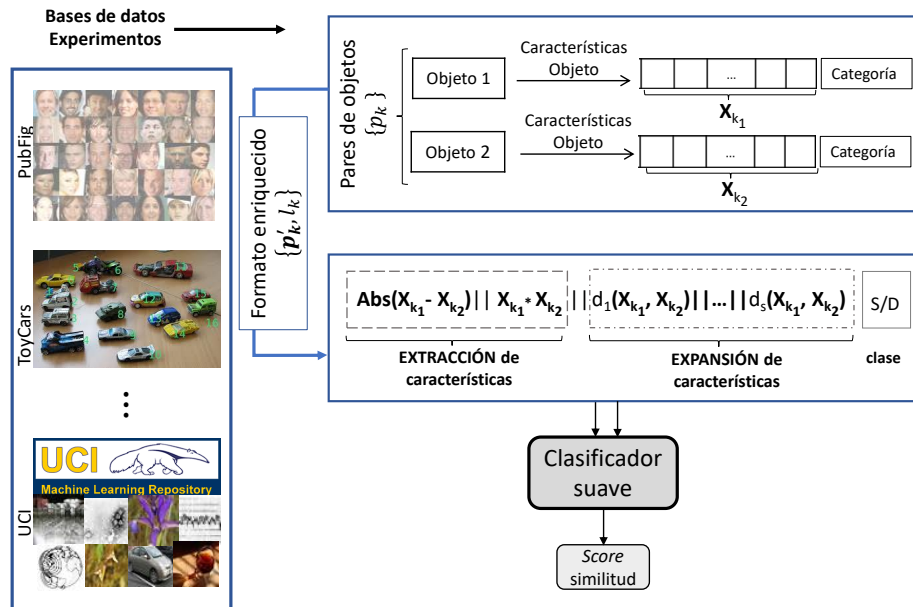 Bases de datos
Experimentos
PubFig
ToyCars
UCI
Machine Learning Repository
UCI
Formato enriquecido
{p'k, lk}
Pares de objetos
{pk}
Objeto 1
Características
Objeto
...
Categoría
Xk1
Objeto 2
Características
Objeto
...
Categoría
Xk2
Abs(Xk1- Xk2)|| Xk1* Xk2 ||d1(Xk1, Xk2)||...||ds(Xk1, Xk2)
S/D
EXTRACCIÓN de
características
EXPANSIÓN de
características
clase
Clasificador
suave
Score
similitud